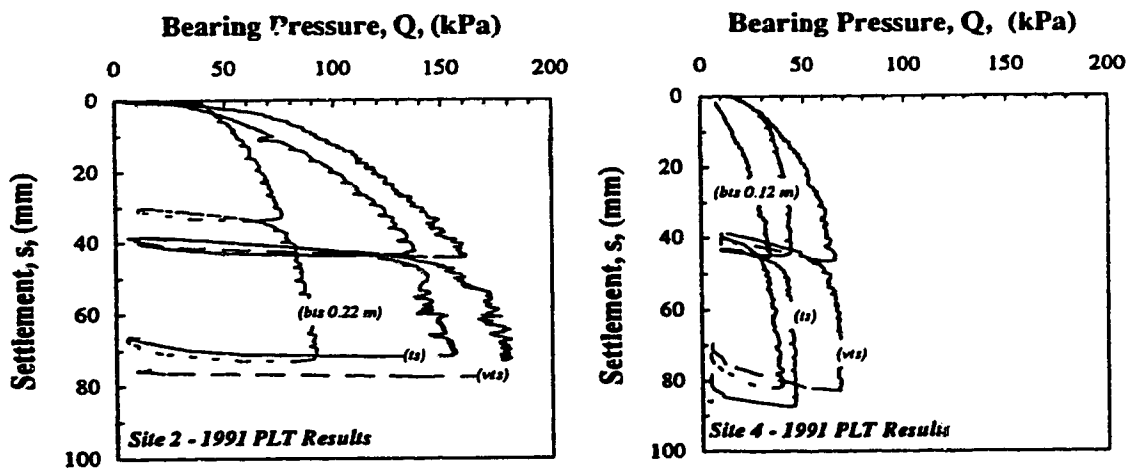 Bearing Pressure, Q, (kPa)
0 50 100 150 200
0
20
40
60
80
100
Settlement, s, (mm)
(bts 0.22 m)
(ts)
(vts)
Site 2 - 1991 PLT Results
Bearing Pressure, Q, (kPa)
0 50 100 150 200
0
20
40
60
80
100
Settlement, s, (mm)
(bts 0.12 m)
(ts)
(vts)
Site 4 - 1991 PLT Results